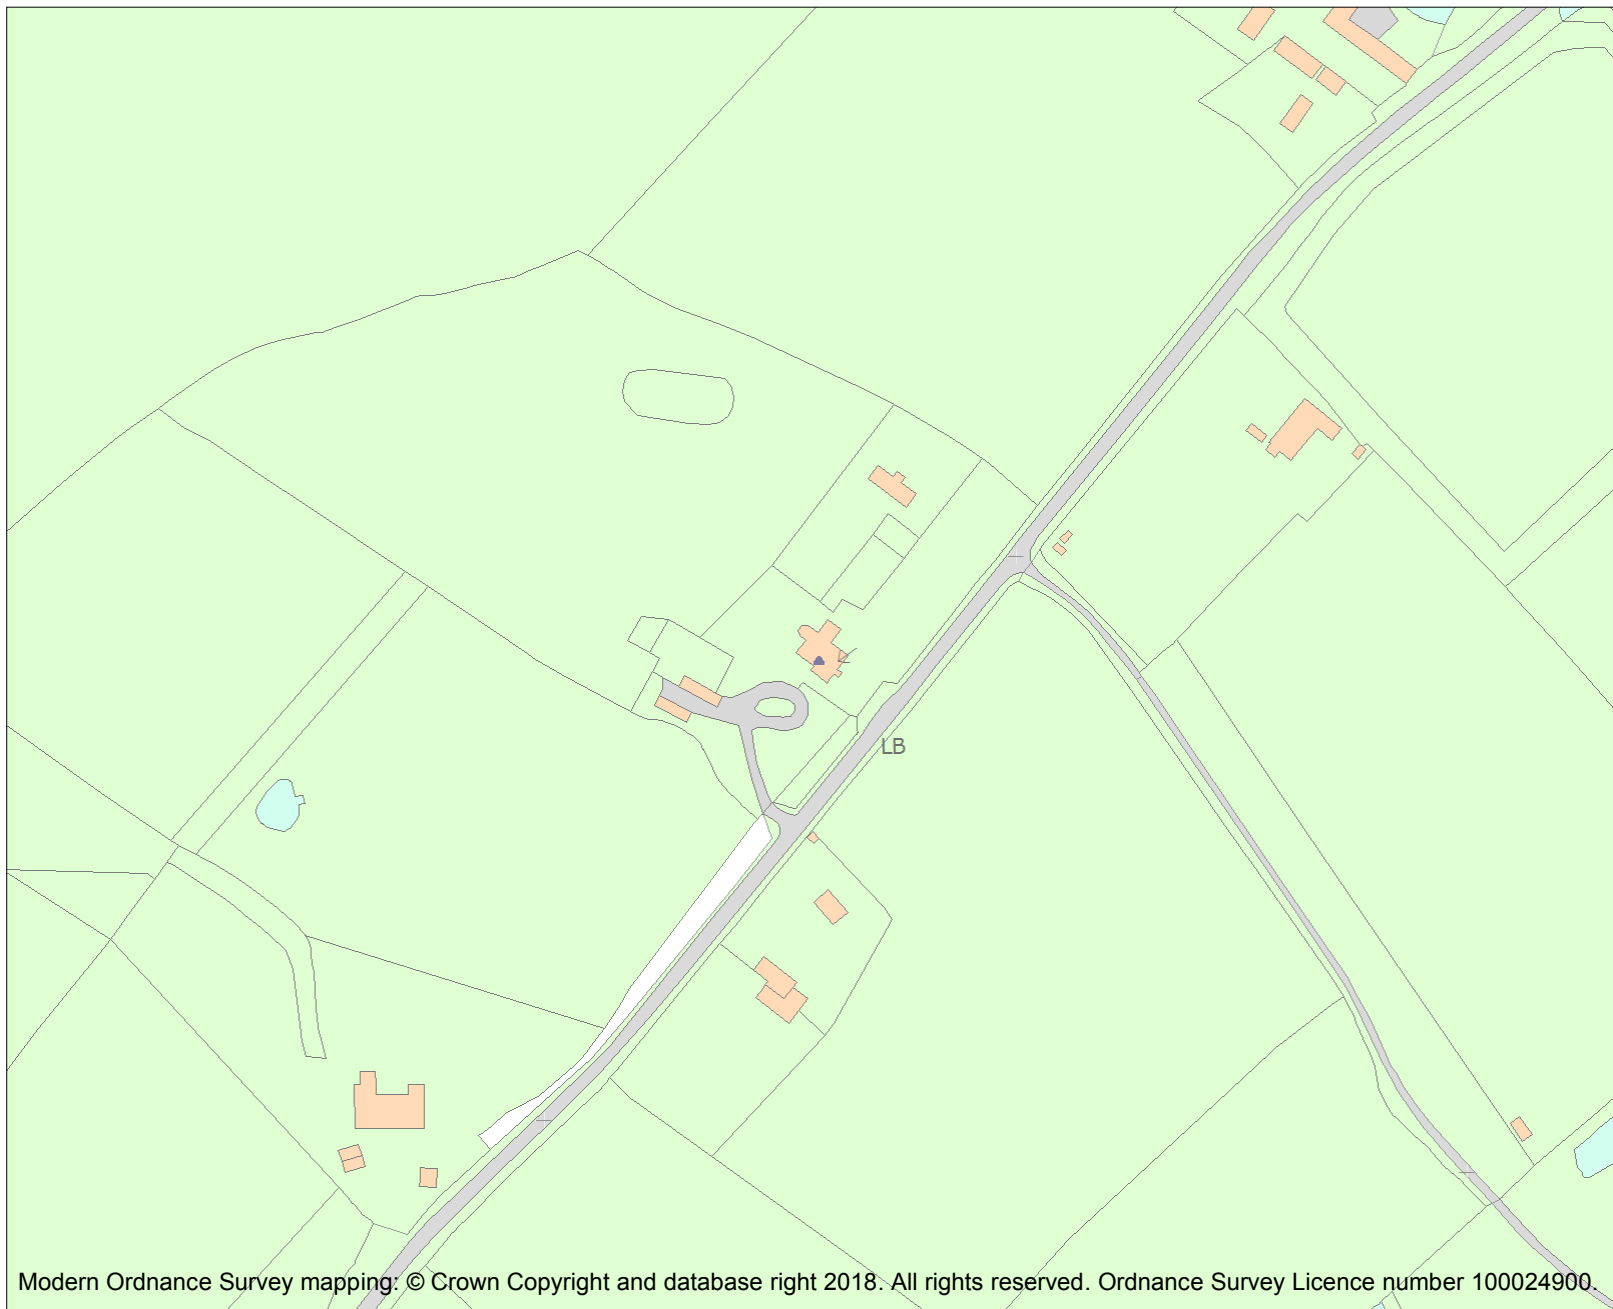 LB
Modern Ordnance Survey mapping: © Crown Copyright and database right 2018. All rights reserved. Ordnance Survey Licence number 100024900.